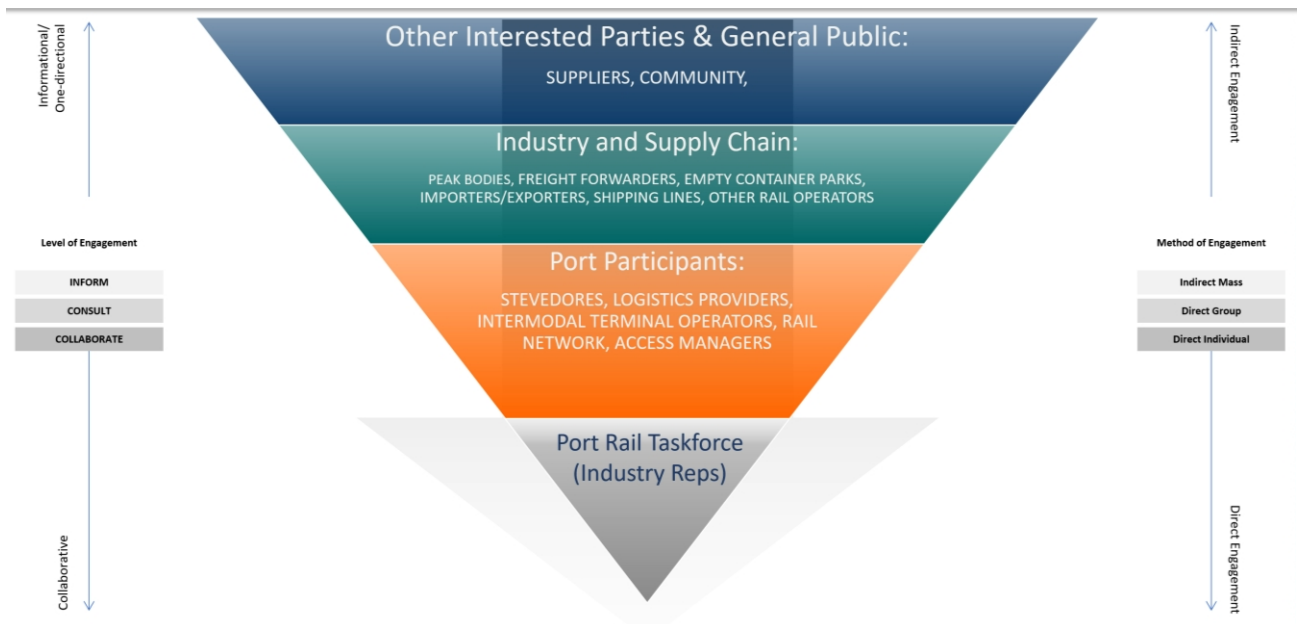 Informational/
One-directional
Other Interested Parties & General Public:
SUPPLIERS, COMMUNITY,
Indirect Engagement
Industry and Supply Chain:
PEAK BODIES, FREIGHT FORWARDERS, EMPTY CONTAINER PARKS,
IMPORTERS/EXPORTERS, SHIPPING LINES, OTHER RAIL OPERATORS
Level of Engagement
INFORM
CONSULT
COLLABORATE
Port Participants:
STEVEDORES, LOGISTICS PROVIDERS,
INTERMODAL TERMINAL OPERATORS, RAIL
NETWORK, ACCESS MANAGERS
Method of Engagement
Indirect Mass
Direct Group
Direct Individual
Port Rail Taskforce
(Industry Reps)
Collaborative
Direct Engagement